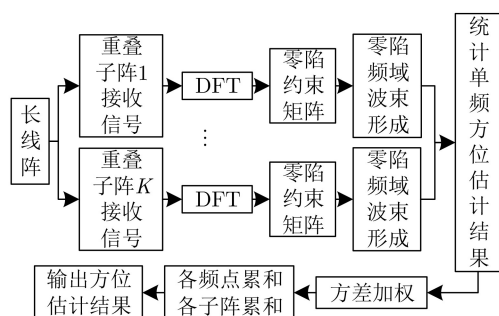 长
线
阵
重叠
子阵1
接收
信号
DFT
零陷
约束
矩阵
零陷
频域
波束
形成
⋮
重叠
子阵K
接收
信号
DFT
零陷
约束
矩阵
零陷
频域
波束
形成
统
计
单
频
方
位
估
计
结
果
方差加权
各频点累和
各子阵累和
输出方位
估计结果